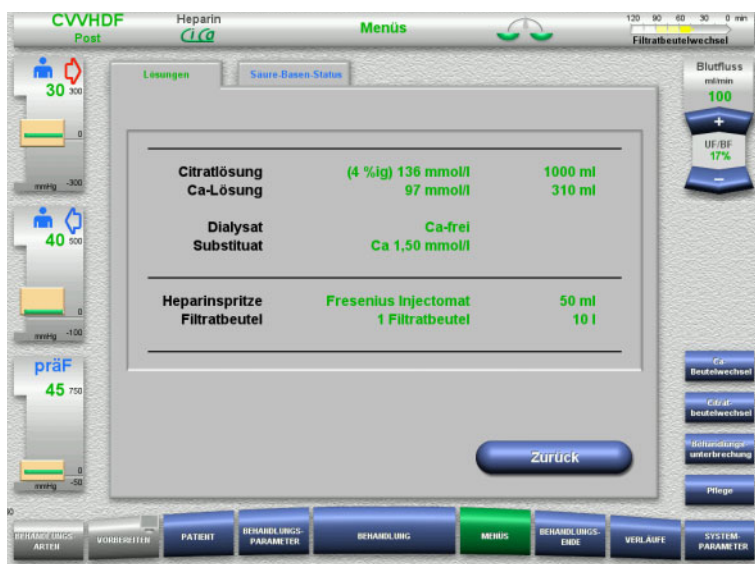 CVVHDF
Post
Heparin
CiCa
Menüs
120 90 60 30 0 min
Filtratbeutelwechsel
30 300
0
mmHg -300
40 500
0
mmHg -100
präF
45 750
0
mmHg -50
Lösungen
Säure-Basen-Status
Citratlösung (4 %ig) 136 mmol/l 1000 ml
Ca-Lösung 97 mmol/l 310 ml
Dialysat Ca-frei
Substituat Ca 1,50 mmol/l
Heparinspritze Fresenius Injectomat 50 ml
Filtratbeutel 1 Filtratbeutel 10 l
Zurück
Blutfluss
ml/min
100
+
UF/BF
17%
−
Ca-
Beutelwechsel
Citrat-
beutelwechsel
Behandlungs-
unterbrechung
Pflege
BEHANDLUNGS-
ARTEN
VORBEREITEN
PATIENT
BEHANDLUNGS-
PARAMETER
BEHANDLUNG
MENÜS
BEHANDLUNGS-
ENDE
VERLÄUFE
SYSTEM-
PARAMETER